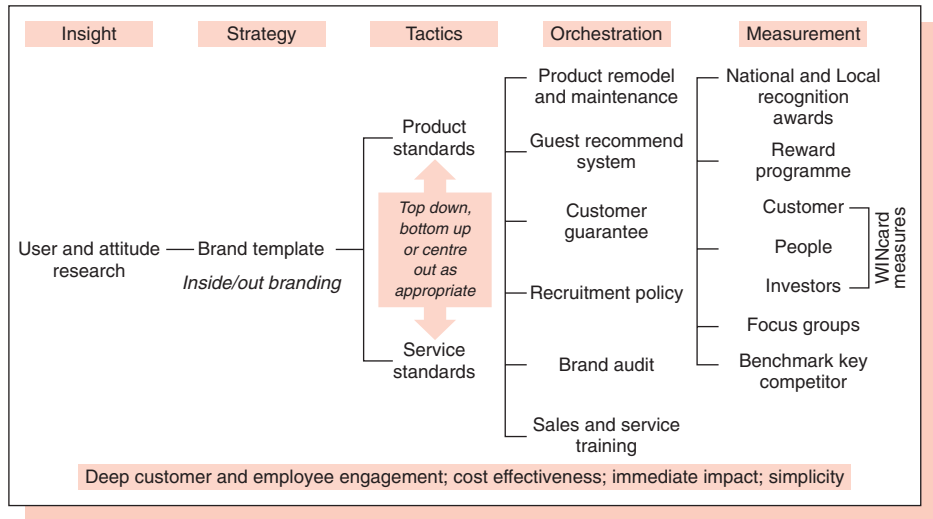 Insight
Strategy
Tactics
Orchestration
Measurement
User and attitude
research
Brand template
Inside/out branding
Product
standards
Top down,
bottom up
or centre
out as
appropriate
Service
standards
Product remodel
and maintenance
Guest recommend
system
Customer
guarantee
Recruitment policy
Brand audit
Sales and service
training
National and Local
recognition
awards
Reward
programme
Customer
People
Investors
WINcard
measures
Focus groups
Benchmark key
competitor
Deep customer and employee engagement; cost effectiveness; immediate impact; simplicity